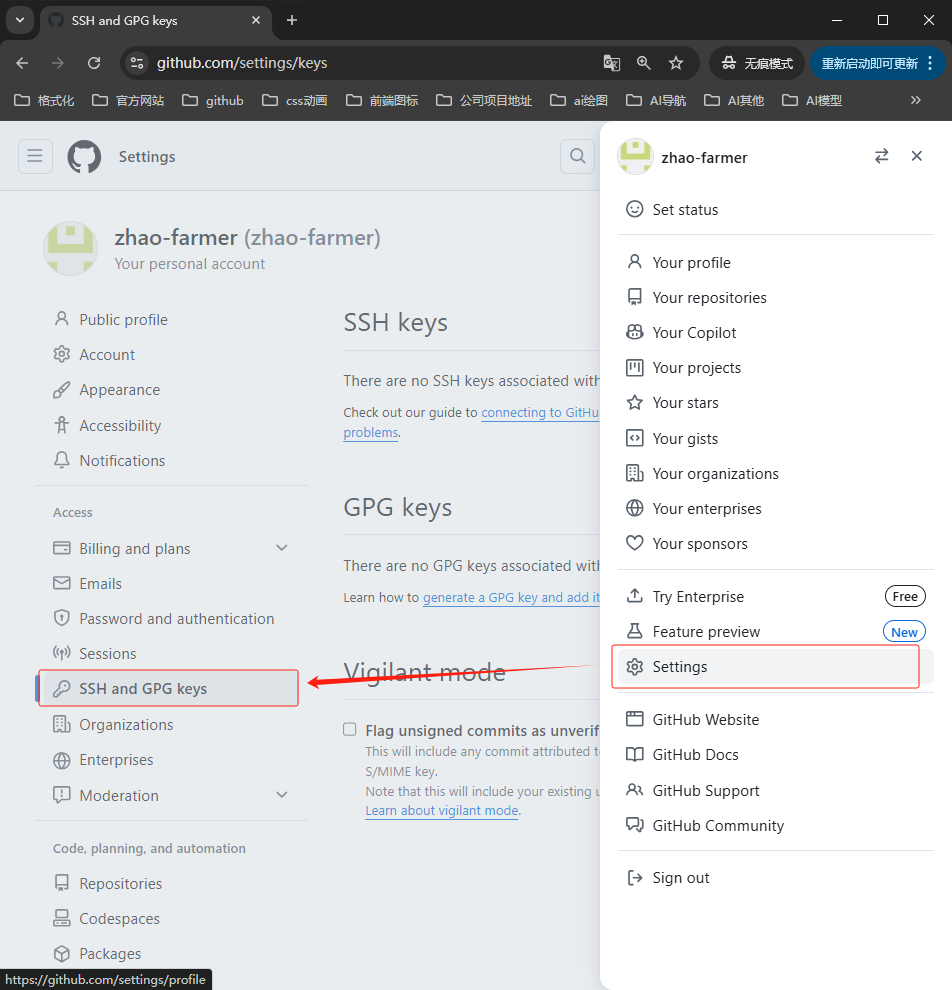 SSH and GPG keys
github.com/settings/keys
无痕模式
重新启动即可更新
格式化
官方网站
github
css动画
前端图标
公司项目地址
ai绘图
AI导航
AI其他
AI模型
Settings
zhao-farmer (zhao-farmer)
Your personal account
Public profile
Account
Appearance
Accessibility
Notifications
Access
Billing and plans
Emails
Password and authentication
Sessions
SSH and GPG keys
Organizations
Enterprises
Moderation
Code, planning, and automation
Repositories
Codespaces
Packages
https://github.com/settings/profile
SSH keys
There are no SSH keys associated with
Check out our guide to connecting to GitHu
problems.
GPG keys
There are no GPG keys associated with
Learn how to generate a GPG key and add it
Vigilant mode
Flag unsigned commits as unverif
This will include any commit attributed t
S/MIME key.
Note that this will include your existing u
Learn about vigilant mode.
zhao-farmer
Set status
Your profile
Your repositories
Your Copilot
Your projects
Your stars
Your gists
Your organizations
Your enterprises
Your sponsors
Try Enterprise
Free
Feature preview
New
Settings
GitHub Website
GitHub Docs
GitHub Support
GitHub Community
Sign out